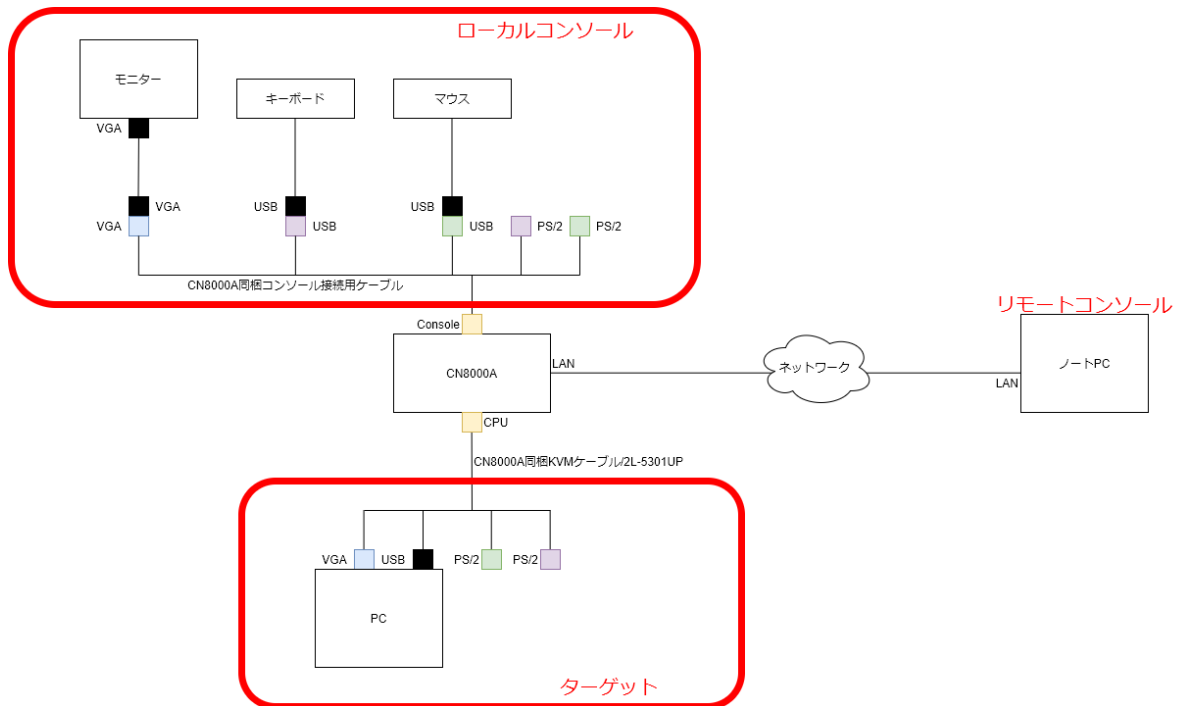 ローカルコンソール
モニター
キーボード
マウス
VGA
VGA
USB
USB
VGA
USB
USB
PS/2
PS/2
CN8000A同梱コンソール接続用ケーブル
リモートコンソール
Console
CN8000A
LAN
ネットワーク
LAN
ノートPC
CPU
CN8000A同梱KVMケーブル/2L-5301UP
VGA
USB
PS/2
PS/2
PC
ターゲット